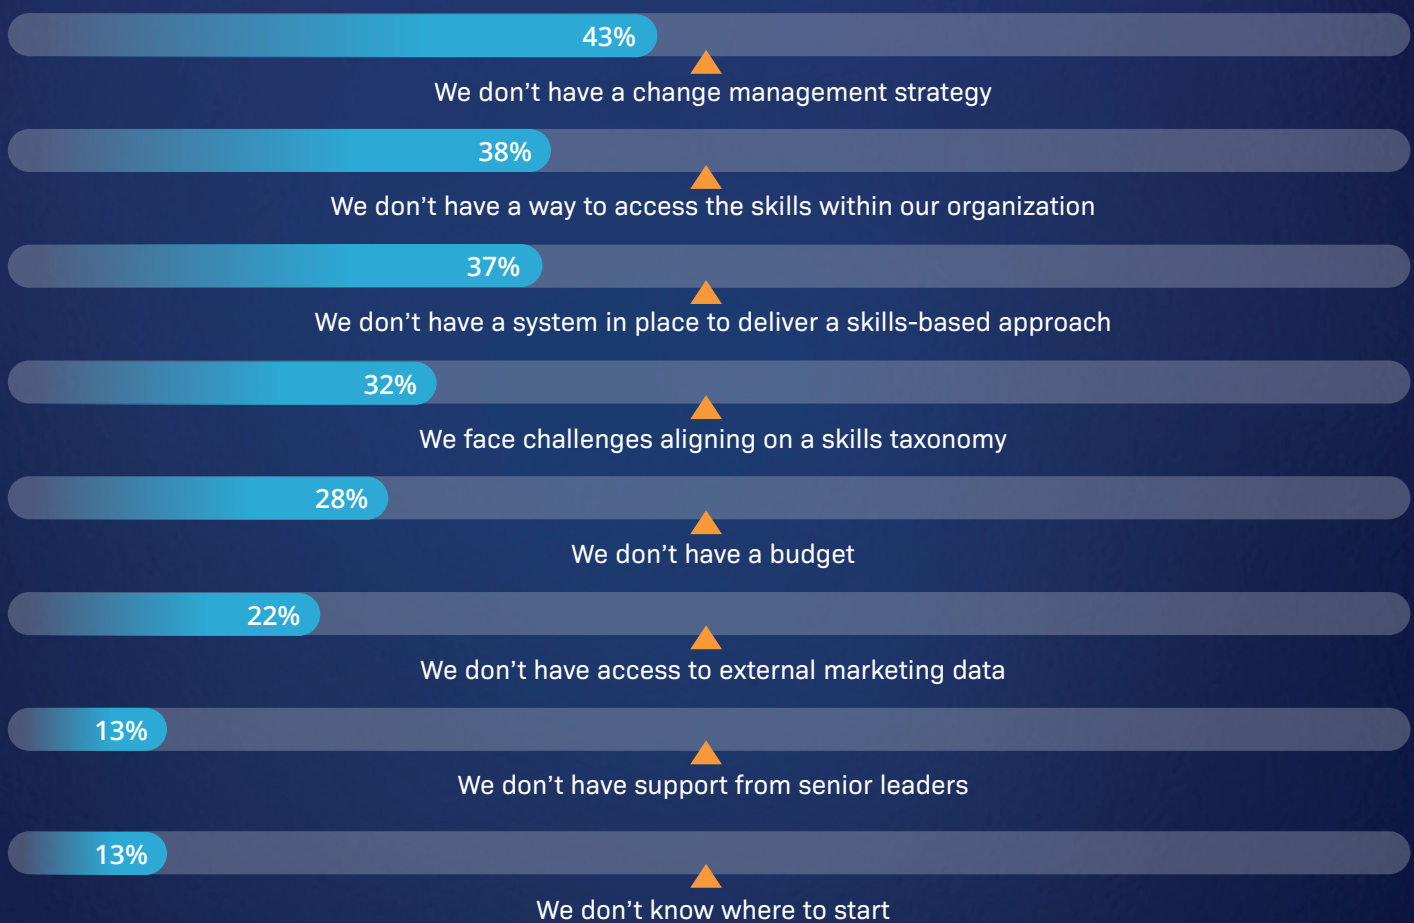 43%
We don’t have a change management strategy
38%
We don’t have a way to access the skills within our organization
37%
We don’t have a system in place to deliver a skills-based approach
32%
We face challenges aligning on a skills taxonomy
28%
We don’t have a budget
22%
We don’t have access to external marketing data
13%
We don’t have support from senior leaders
13%
We don’t know where to start